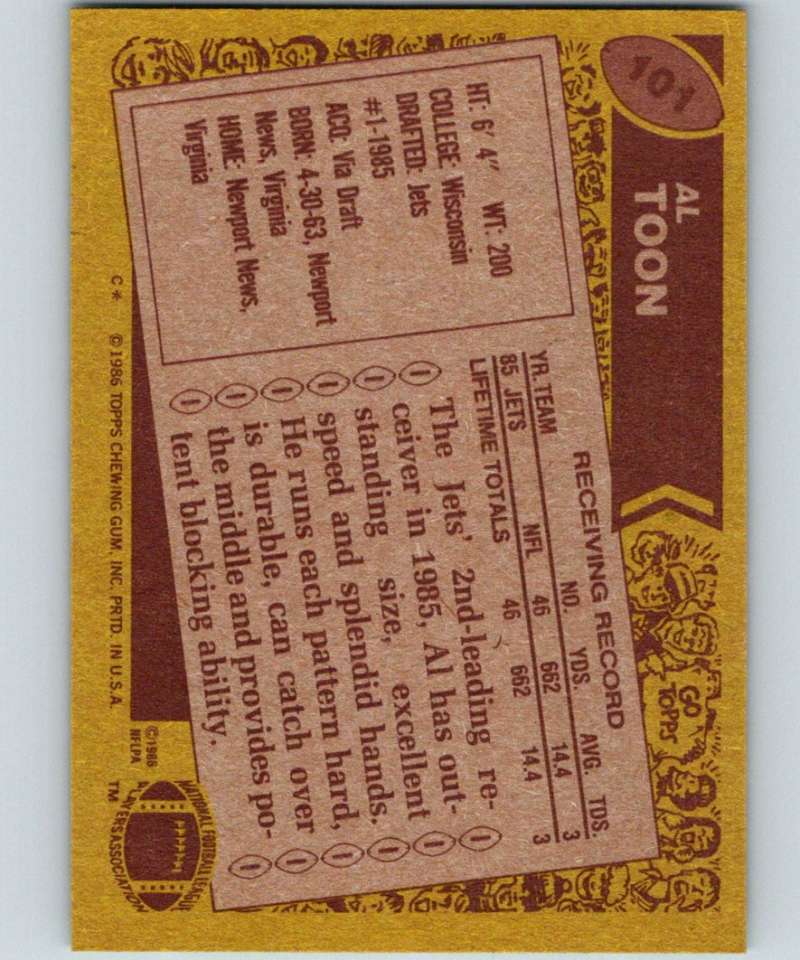 101
AL
TOON
HT: 6' 4" WT: 200
COLLEGE: Wisconsin
DRAFTED: Jets
#1-1985
ACQ: Via Draft
BORN: 4-30-63, Newport
News, Virginia
HOME: Newport News,
Virginia
RECEIVING RECORD
NO. YDS. AVG. TDS.
YR. TEAM NFL 46 662 14.4 3
85 JETS
LIFETIME TOTALS 46 662 14.4 3
The Jets' 2nd-leading re-
ceiver in 1985, Al has out-
standing size, excellent
speed and splendid hands.
He runs each pattern hard,
is durable, can catch over
the middle and provides po-
tent blocking ability.
GO
TOPPS
C* ©1986 TOPPS CHEWING GUM, INC. PRTD. IN U.S.A.
©1986
NFLPA
NATIONAL FOOTBALL LEAGUE
PLAYERS ASSOCIATION
TM